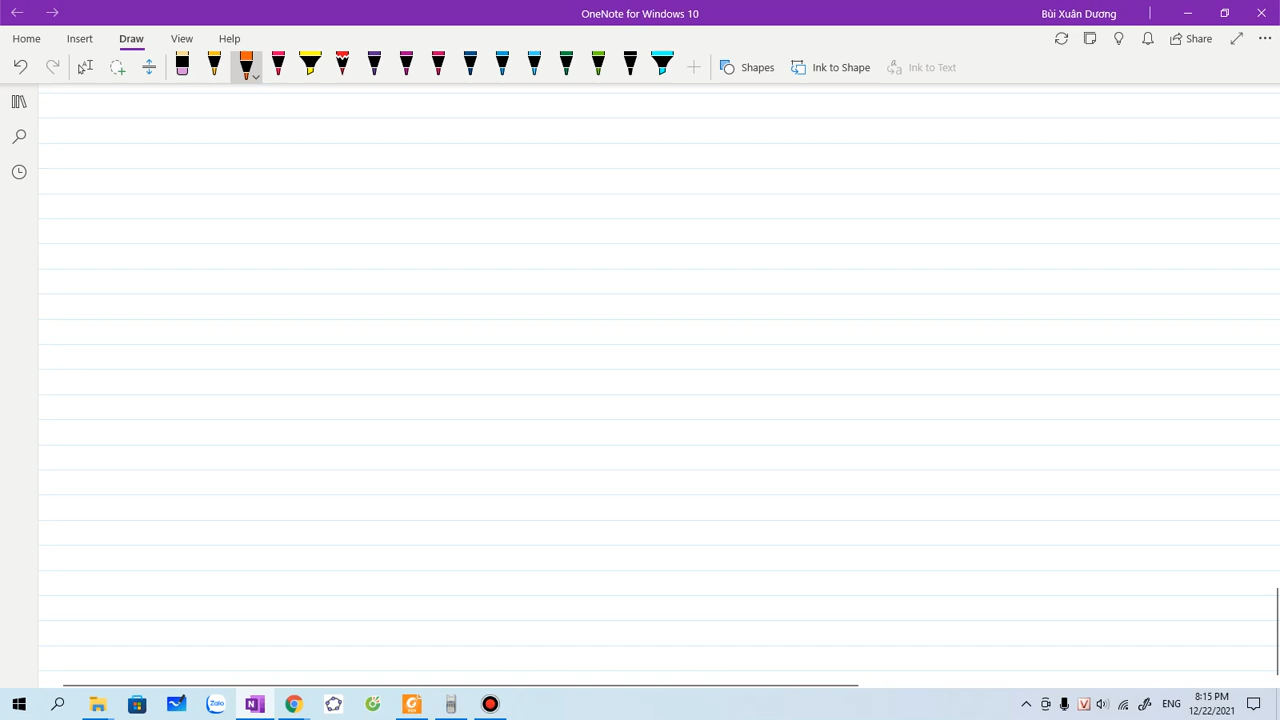 OneNote for Windows 10
Bùi Xuân Dương
Home Insert Draw View Help
Share
Shapes Ink to Shape Ink to Text
Zalo
N
V
ENG
8:15 PM
12/22/2021